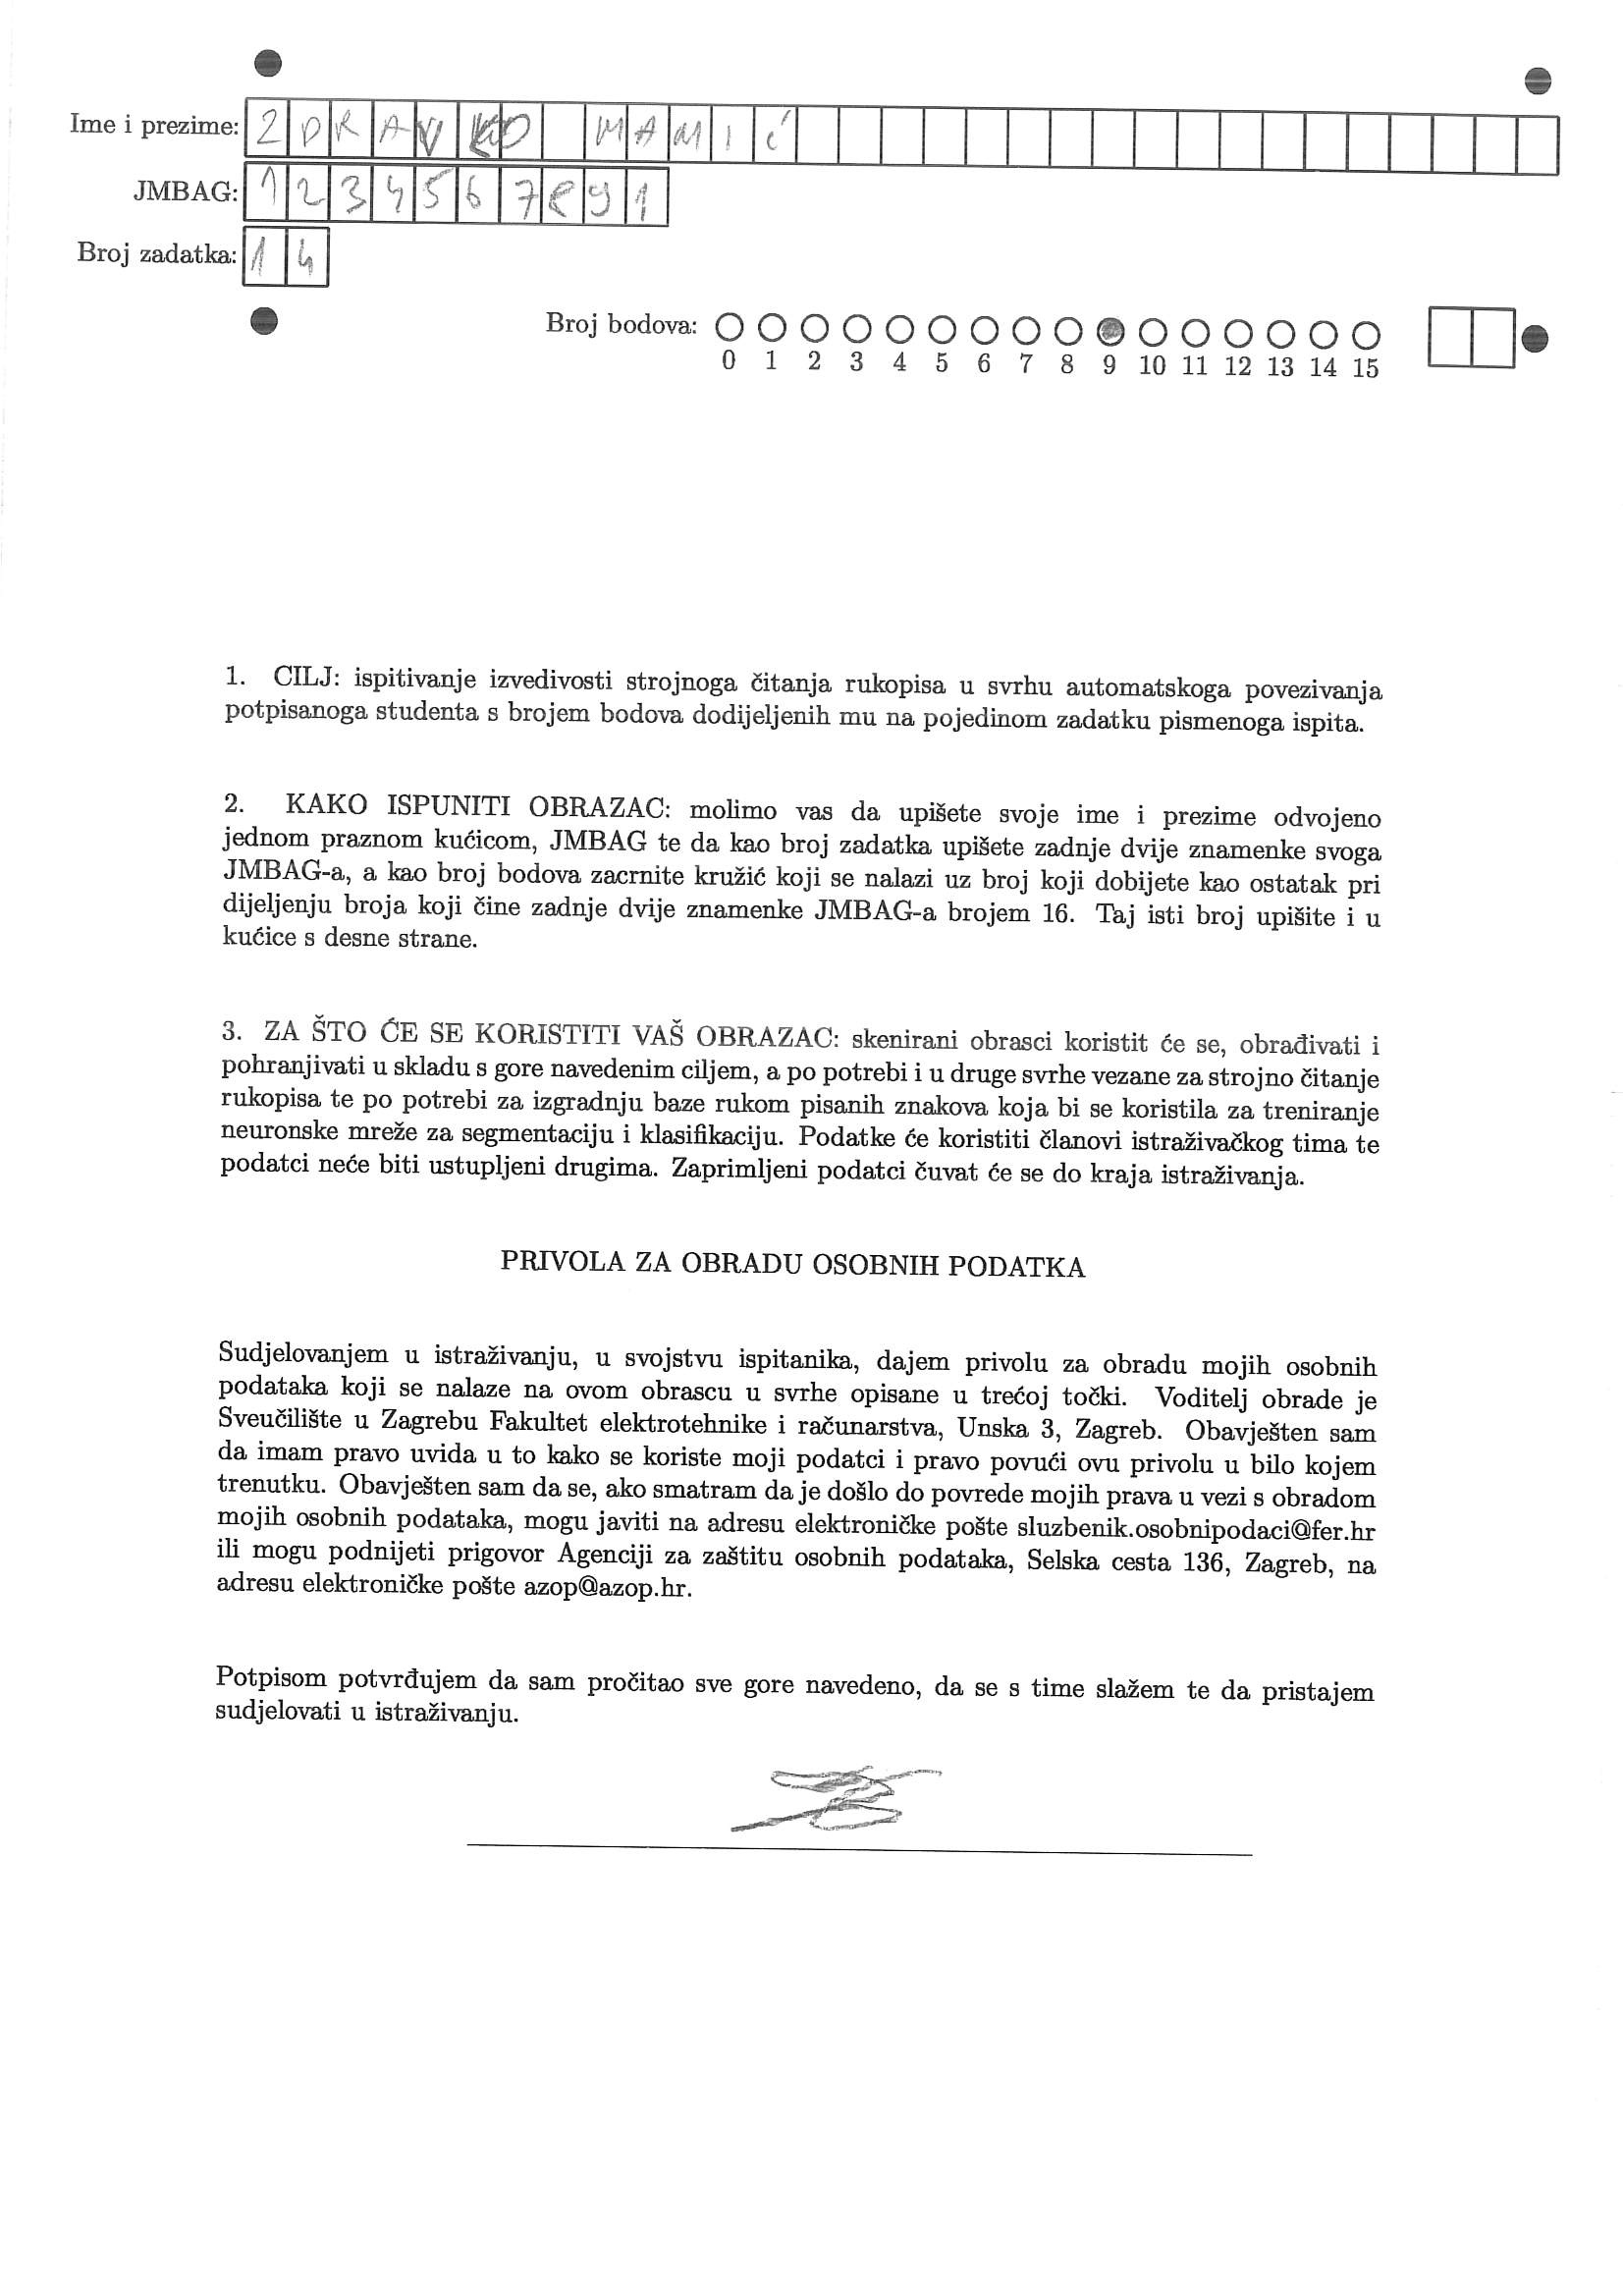 Ime i prezime: ZDRAVKO MAMIĆ
JMBAG: 1234567891
Broj zadatka: 14
Broj bodova:
0 1 2 3 4 5 6 7 8 9 10 11 12 13 14 15
1. CILJ: ispitivanje izvedivosti strojnoga čitanja rukopisa u svrhu automatskoga povezivanja
potpisanoga studenta s brojem bodova dodijeljenih mu na pojedinom zadatku pismenoga ispita.
2. KAKO ISPUNITI OBRAZAC: molimo vas da upišete svoje ime i prezime odvojeno
jednom praznom kućicom, JMBAG te da kao broj zadatka upišete zadnje dvije znamenke svoga
JMBAG-a, a kao broj bodova zacrnite kružić koji se nalazi uz broj koji dobijete kao ostatak pri
dijeljenju broja koji čine zadnje dvije znamenke JMBAG-a brojem 16. Taj isti broj upišite i u
kućice s desne strane.
3. ZA ŠTO ĆE SE KORISTITI VAŠ OBRAZAC: skenirani obrasci koristit će se, obrađivati i
pohranjivati u skladu s gore navedenim ciljem, a po potrebi i u druge svrhe vezane za strojno čitanje
rukopisa te po potrebi za izgradnju baze rukom pisanih znakova koja bi se koristila za treniranje
neuronske mreže za segmentaciju i klasifikaciju. Podatke će koristiti članovi istraživačkog tima te
podatci neće biti ustupljeni drugima. Zaprimljeni podatci čuvat će se do kraja istraživanja.
PRIVOLA ZA OBRADU OSOBNIH PODATKA
Sudjelovanjem u istraživanju, u svojstvu ispitanika, dajem privolu za obradu mojih osobnih
podataka koji se nalaze na ovom obrascu u svrhe opisane u trećoj točki. Voditelj obrade je
Sveučilište u Zagrebu Fakultet elektrotehnike i računarstva, Unska 3, Zagreb. Obavješten sam
da imam pravo uvida u to kako se koriste moji podatci i pravo povući ovu privolu u bilo kojem
trenutku. Obavješten sam da se, ako smatram da je došlo do povrede mojih prava u vezi s obradom
mojih osobnih podataka, mogu javiti na adresu elektroničke pošte sluzbenik.osobnipodaci@fer.hr
ili mogu podnijeti prigovor Agenciji za zaštitu osobnih podataka, Selska cesta 136, Zagreb, na
adresu elektroničke pošte azop@azop.hr.
Potpisom potvrđujem da sam pročitao sve gore navedeno, da se s time slažem te da pristajem
sudjelovati u istraživanju.